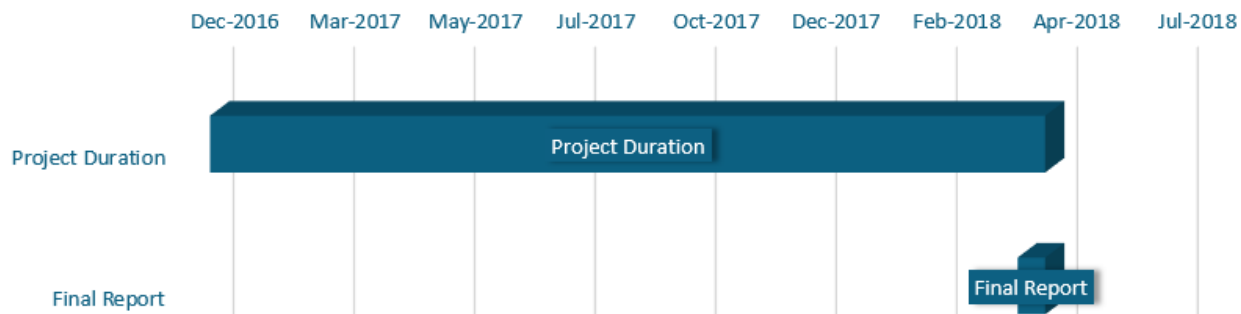 Dec-2016 Mar-2017 May-2017 Jul-2017 Oct-2017 Dec-2017 Feb-2018 Apr-2018 Jul-2018
Project Duration
Project Duration
Final Report
Final Report